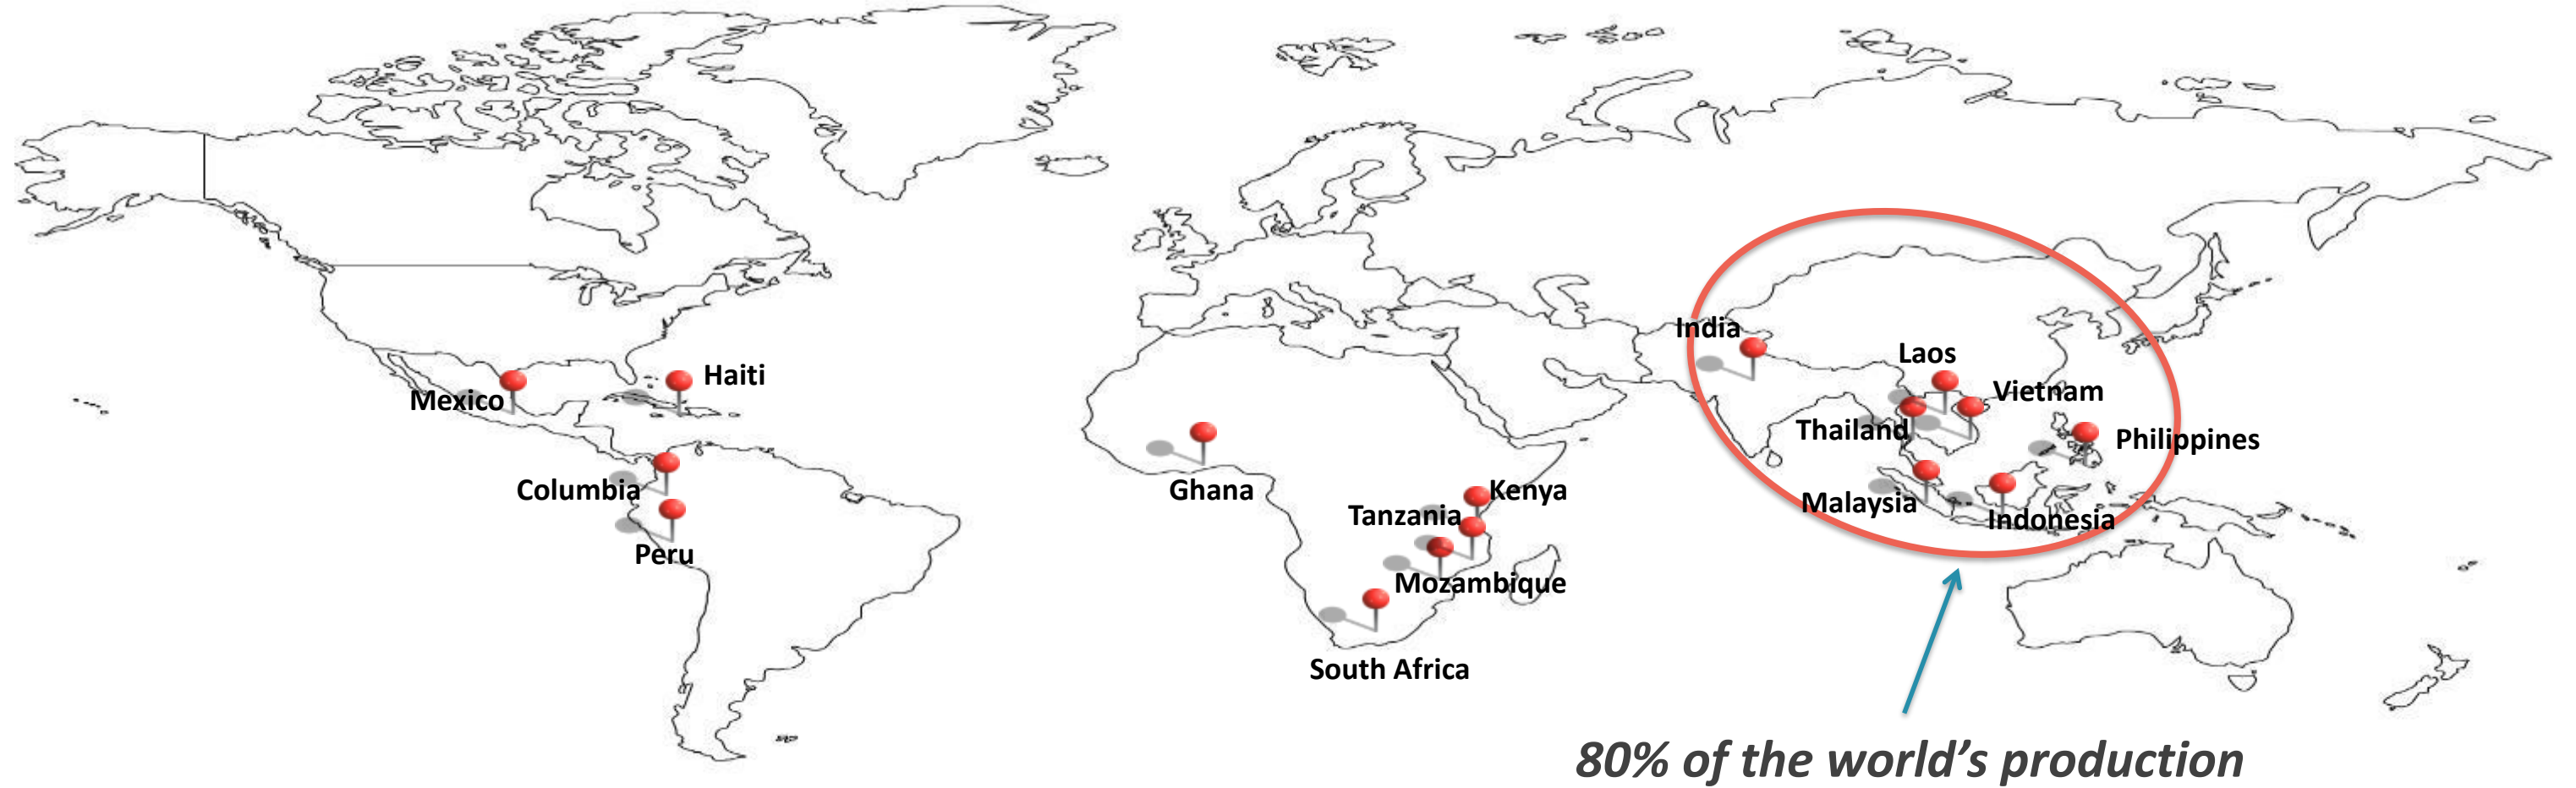 India
Laos
Haiti
Vietnam
Mexico
Thailand
Philippines
Columbia
Ghana
Kenya
Malaysia
Tanzania
Indonesia
Peru
Mozambique
South Africa
80% of the world’s production